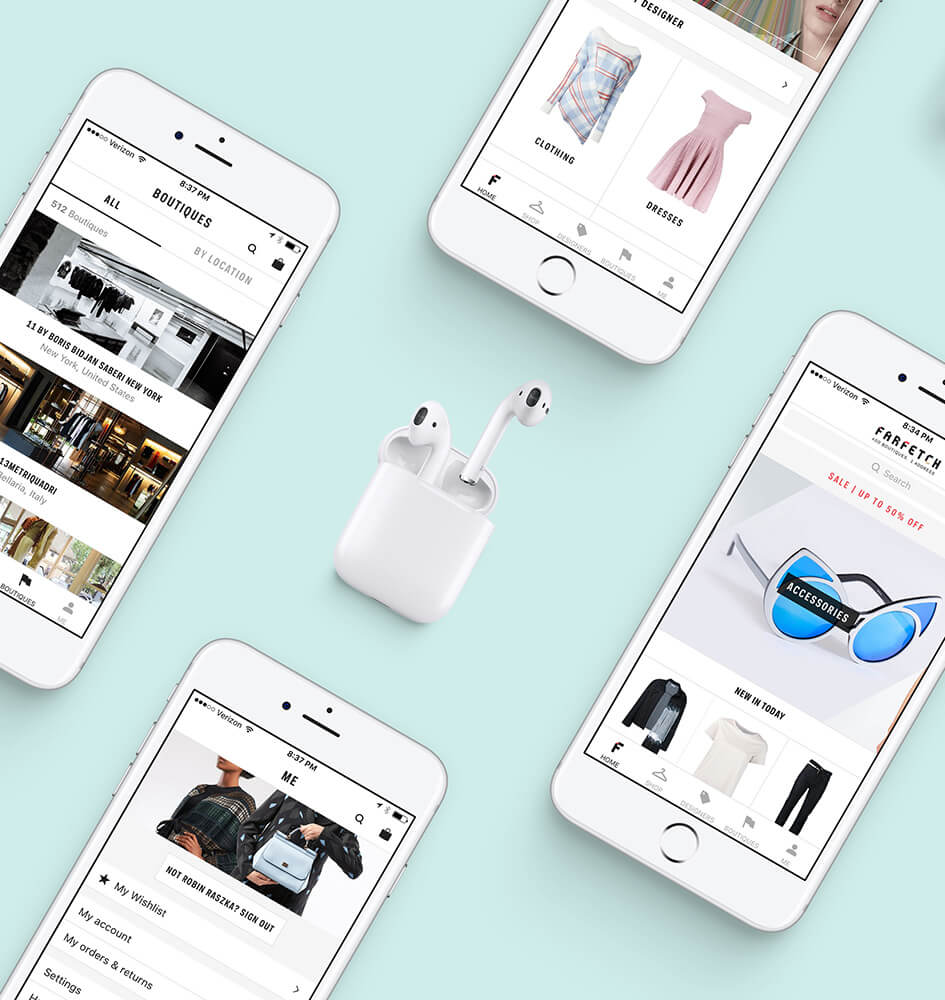 Verizon
8:37 PM
BOUTIQUES
ALL
BY LOCATION
512 Boutiques
11 BY BORIS BIDJAN SABERI NEW YORK
New York, United States
13METRIQUADRI
Bellaria, Italy
BOUTIQUES
ME
DESIGNER
CLOTHING
DRESSES
F
HOME
SHOP
DESIGNERS
BOUTIQUES
ME
Verizon
8:34 PM
FARFETCH
400 BOUTIQUES, 1 ADDRESS
Search
SALE | UP TO 50% OFF
ACCESSORIES
NEW IN TODAY
F
HOME
SHOP
DESIGNERS
BOUTIQUES
ME
Verizon
8:37 PM
ME
NOT ROBIN RASZKA? SIGN OUT
My Wishlist
My account
My orders & returns
Settings